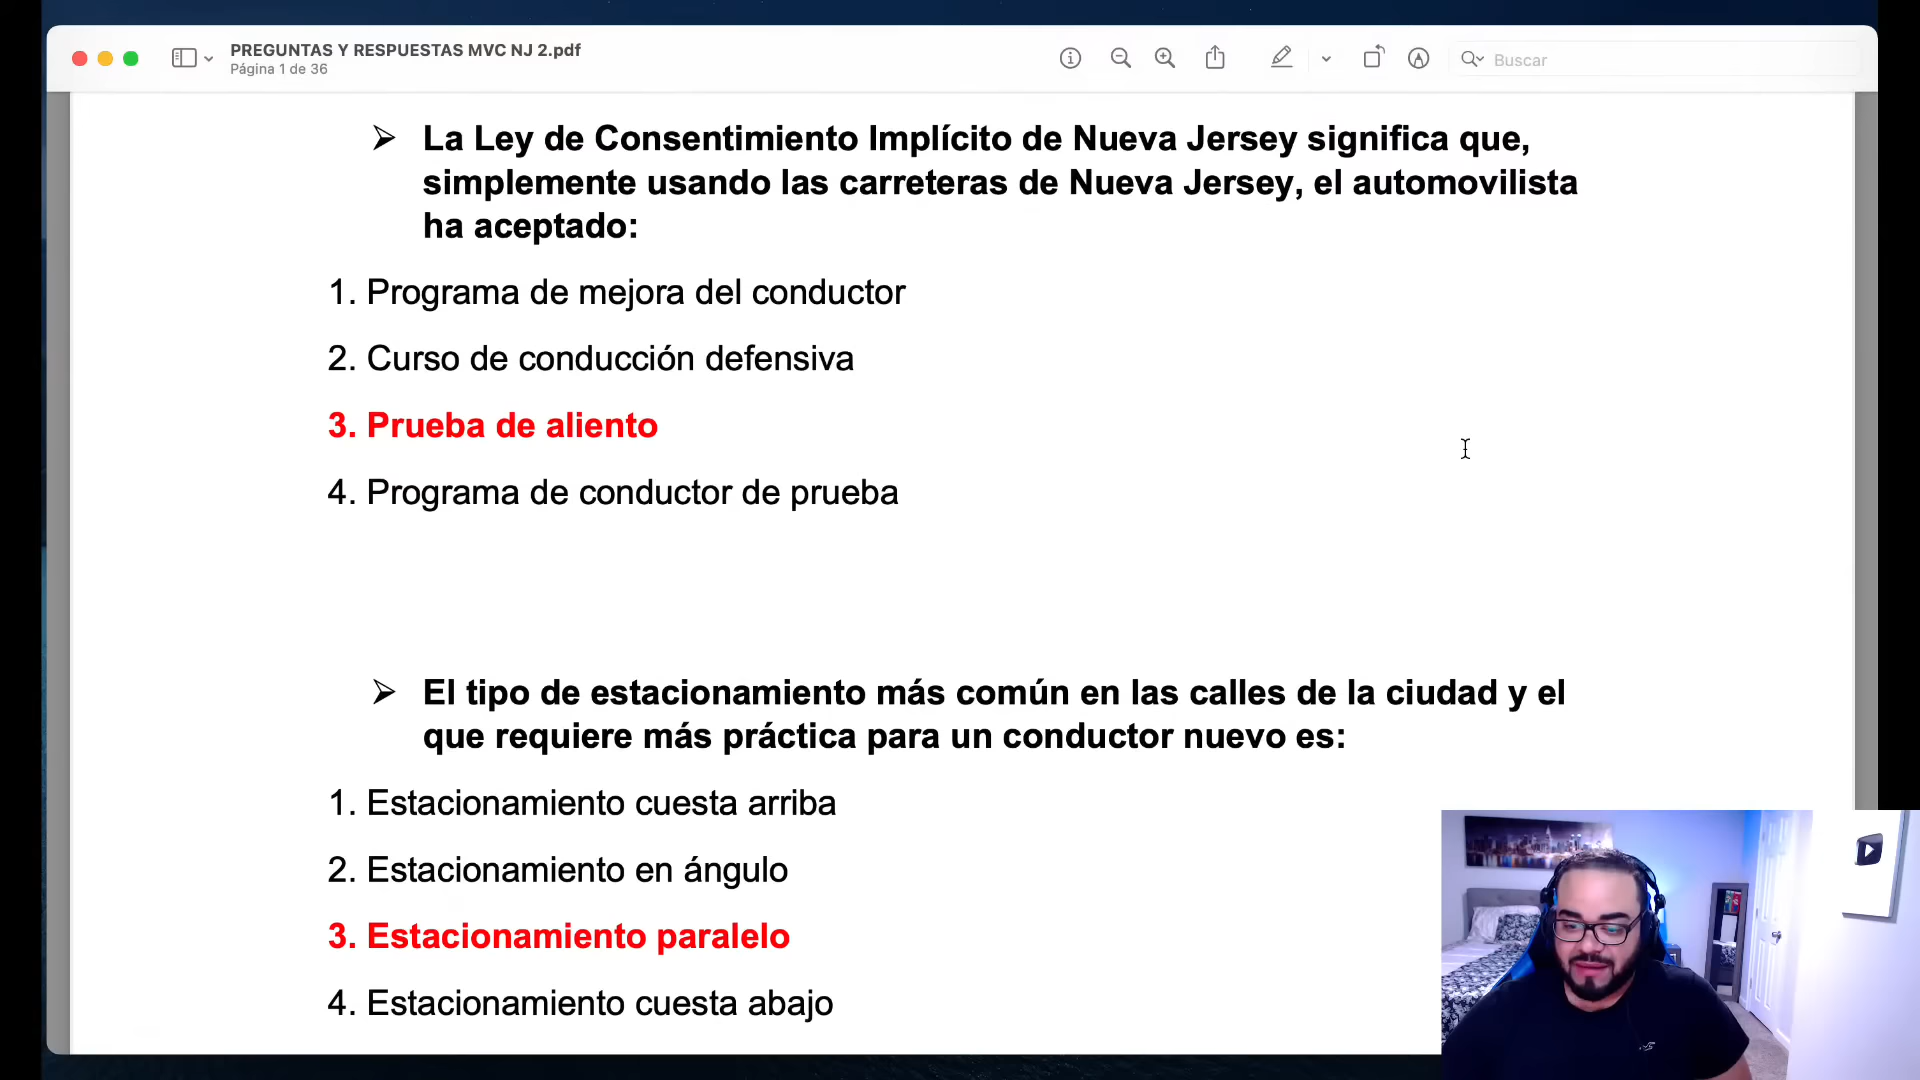 PREGUNTAS Y RESPUESTAS MVC NJ 2.pdf
Página 1 de 36
Buscar
➢ La Ley de Consentimiento Implícito de Nueva Jersey significa que,
simplemente usando las carreteras de Nueva Jersey, el automovilista
ha aceptado:
1. Programa de mejora del conductor
2. Curso de conducción defensiva
3. Prueba de aliento
4. Programa de conductor de prueba
➢ El tipo de estacionamiento más común en las calles de la ciudad y el
que requiere más práctica para un conductor nuevo es:
1. Estacionamiento cuesta arriba
2. Estacionamiento en ángulo
3. Estacionamiento paralelo
4. Estacionamiento cuesta abajo